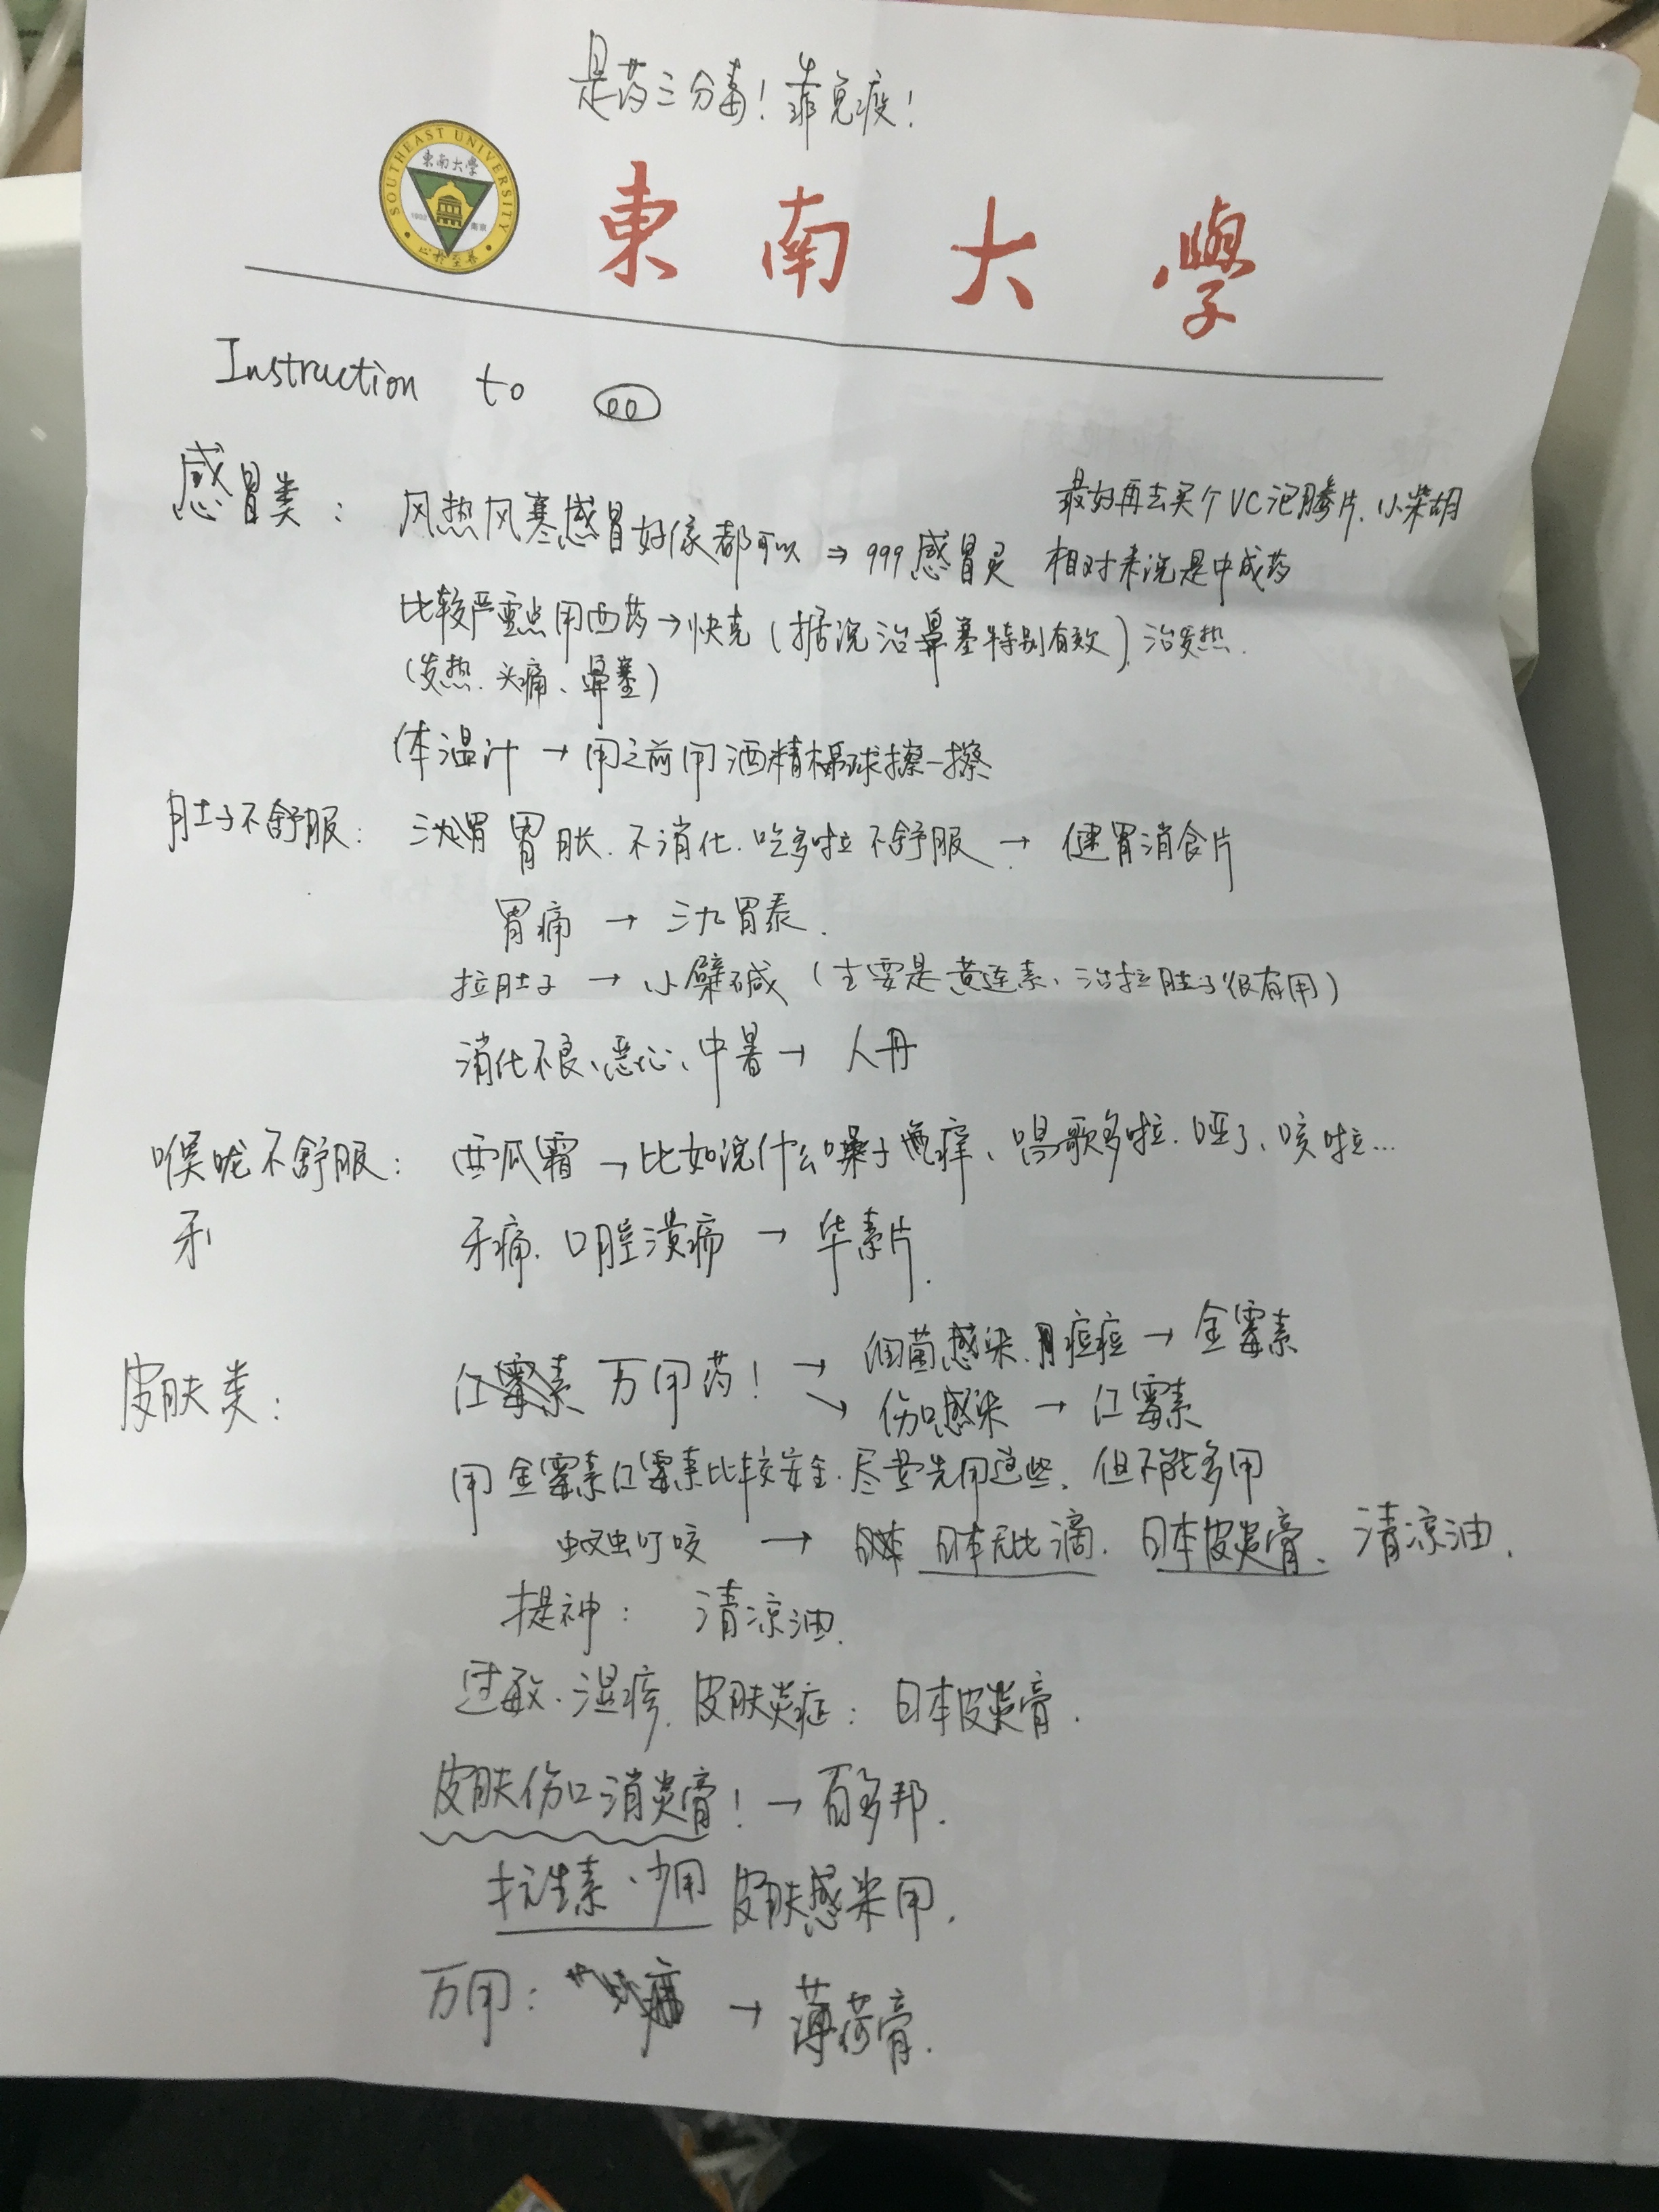 是药三分毒！靠免疫！
SOUTHEAST UNIVERSITY
東南大學
1902 南京
止於至善
東南大學
Instruction to
感冒类：
最好再去买个VC泡腾片、小柴胡
风热风寒感冒好像都可以 → 999感冒灵 相对来说是中成药
比较严重点用西药→快克（据说治鼻塞特别有效）治发热.
（发热、头痛、鼻塞）
体温计 → 用之前用酒精棉球擦一擦
肚子不舒服： 胃胀、不消化、吃多啦不舒服 → 健胃消食片
胃痛 → 三九胃泰.
拉肚子 → 小檗碱（主要是黄连素、治拉肚子很有用）
消化不良、恶心、中暑 → 人丹
喉咙不舒服： 西瓜霜 → 比如说什么嗓子痒、唱歌多啦、哑了、咳啦...
牙 牙痛、口腔溃疡 → 华素片.
皮肤类： 红霉素 万用药！ → 细菌感染、痘痘 → 金霉素
→ 伤口感染 → 红霉素
用金霉素红霉素比较安全、尽量先用这些、但不能多用
蚊虫叮咬 → 日本无比滴、日本皮炎膏、清凉油.
提神： 清凉油.
过敏、湿疹、皮肤炎症： 日本皮炎膏.
皮肤伤口消炎膏！ → 百多邦.
抗生素、少用 皮肤感染用.
万用： → 薄荷膏.